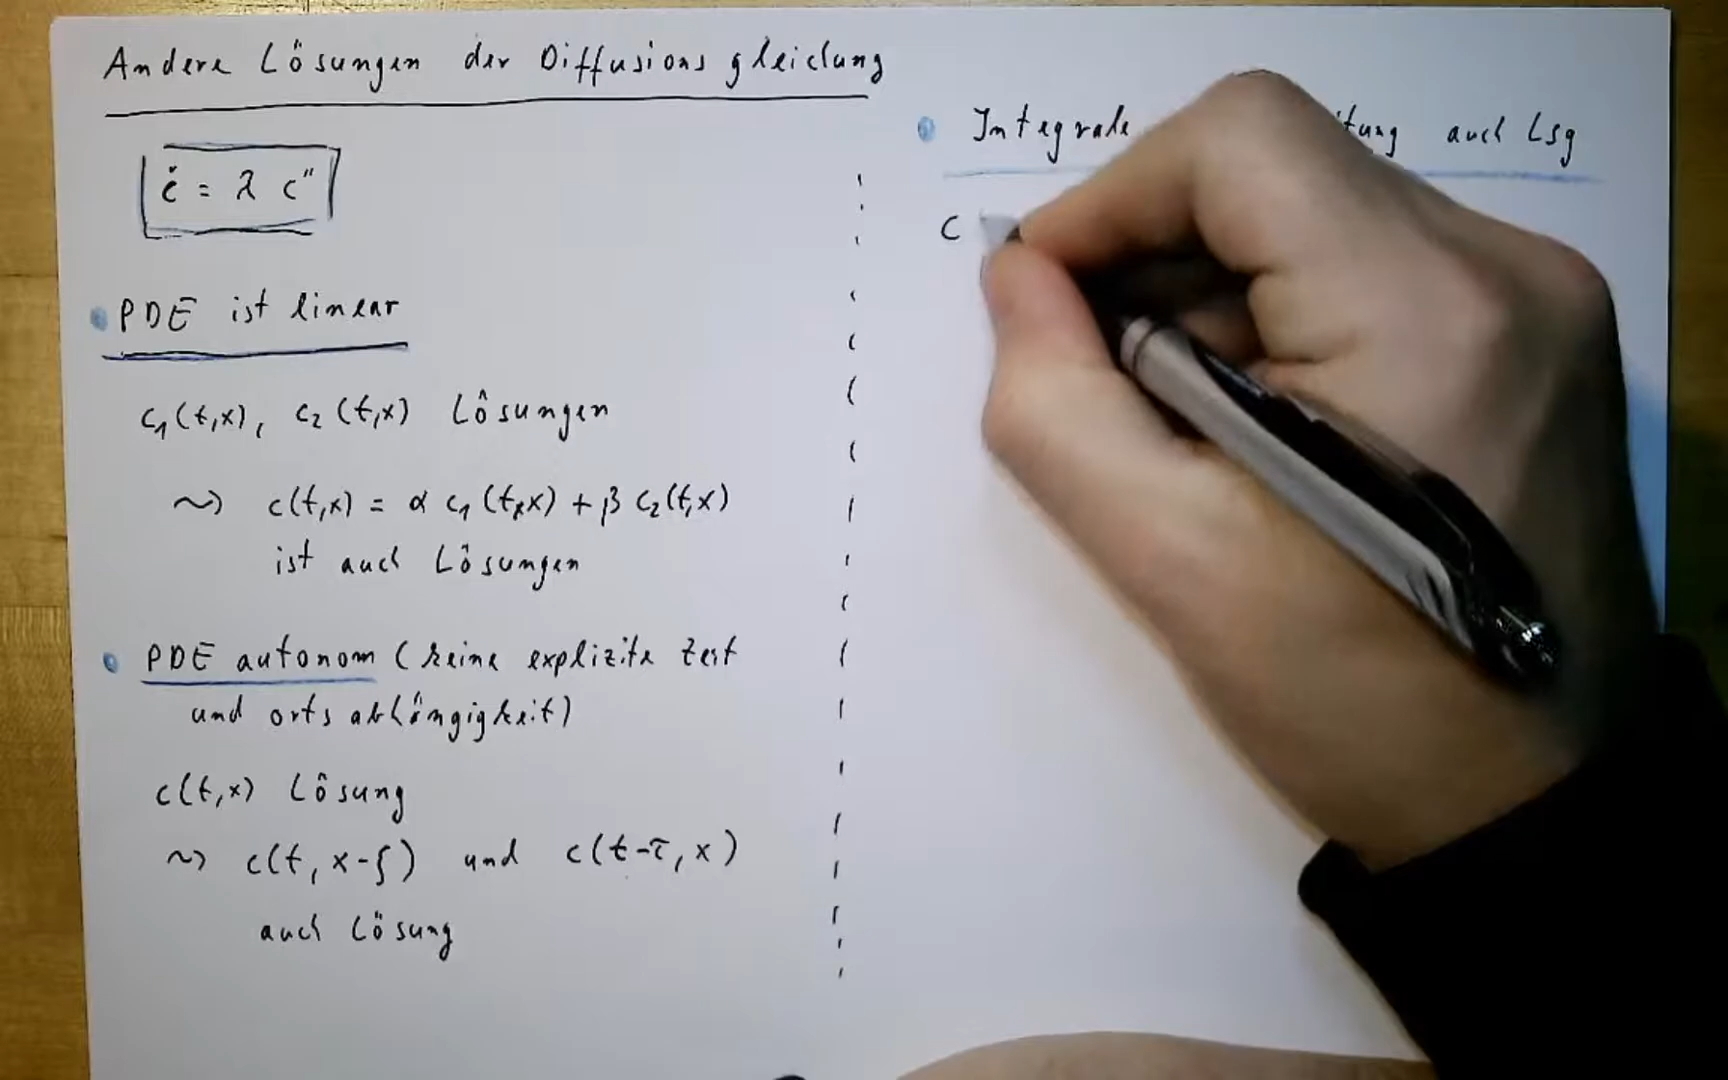 Andere Lösungen der Diffusionsgleichung
ċ = λ c''
PDE ist linear
c₁(t,x), c₂(t,x) Lösungen
~> c(t,x) = α c₁(t,x) + β c₂(t,x)
ist auch Lösungen
PDE autonom (keine explizite Zeit
und ortsabhängigkeit)
c(t,x) Lösung
~> c(t, x-ξ) und c(t-τ, x)
auch Lösung
Integrale auch Lsg
c